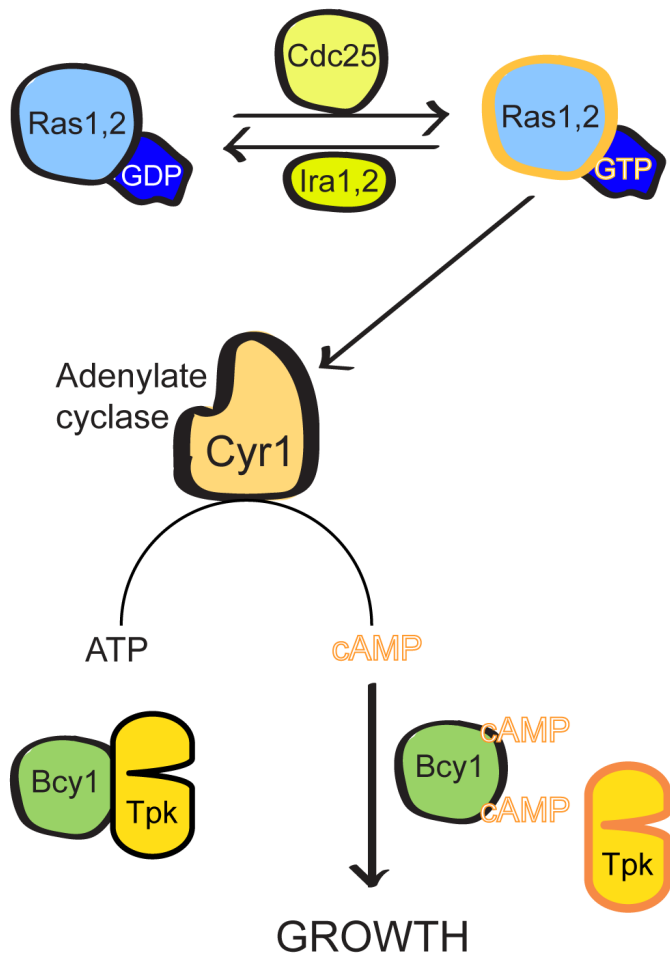 Cdc25
Ras1,2
Ras1,2
GDP
GTP
Ira1,2
Adenylate
cyclase
Cyr1
ATP
cAMP
cAMP
Bcy1
Bcy1
Tpk
cAMP
Tpk
GROWTH